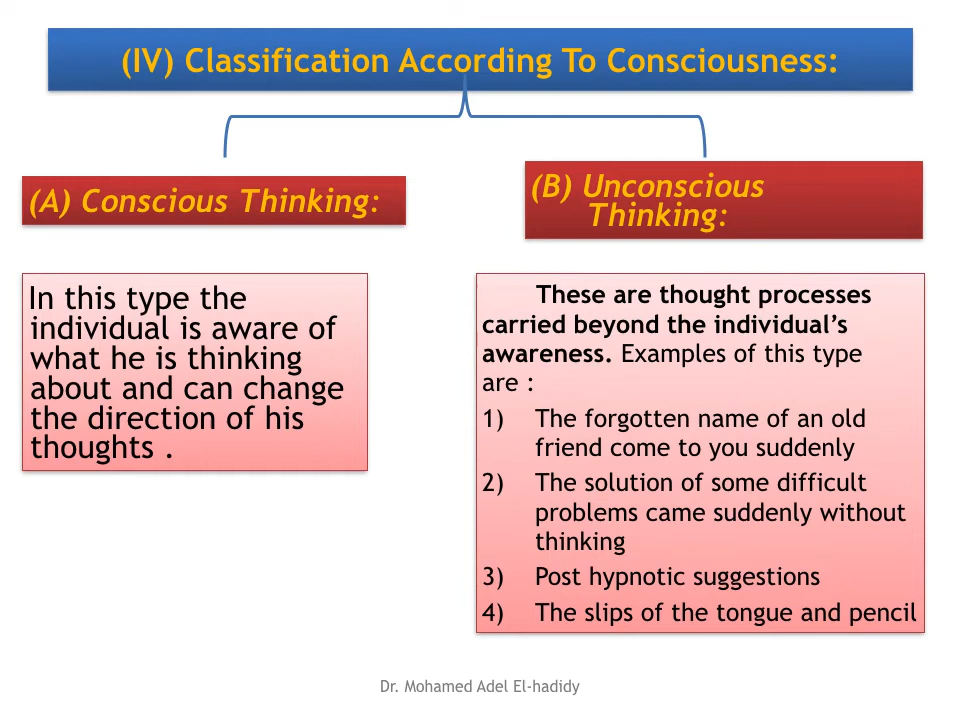 (IV) Classification According To Consciousness:
(A) Conscious Thinking:
In this type the
individual is aware of
what he is thinking
about and can change
the direction of his
thoughts .
(B) Unconscious
Thinking:
These are thought processes
carried beyond the individual’s
awareness. Examples of this type
are :
1) The forgotten name of an old
friend come to you suddenly
2) The solution of some difficult
problems came suddenly without
thinking
3) Post hypnotic suggestions
4) The slips of the tongue and pencil
Dr. Mohamed Adel El-hadidy